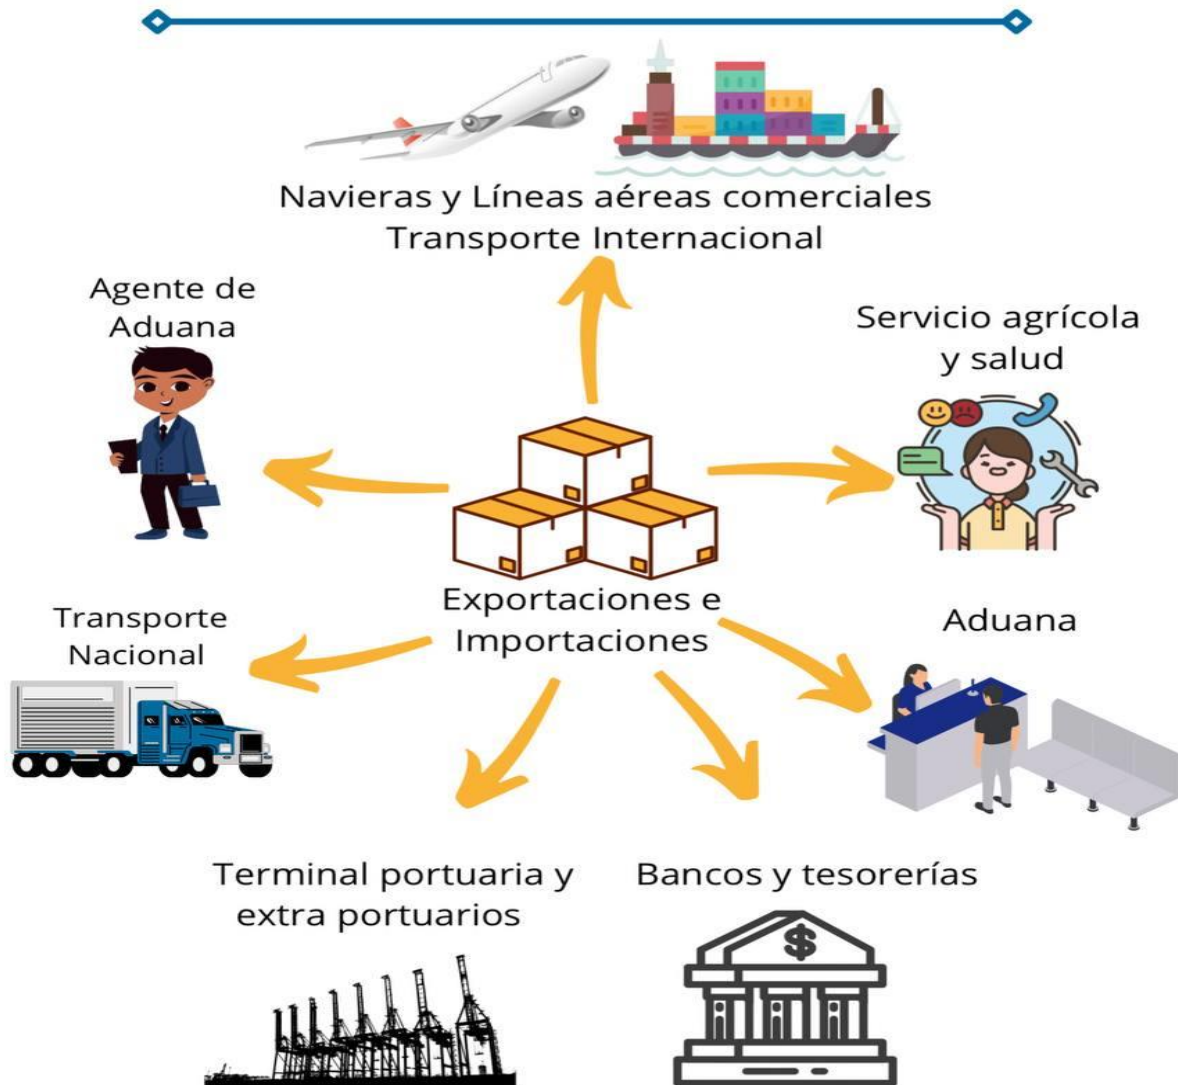 Navieras y Líneas aéreas comerciales
Transporte Internacional
Agente de
Aduana
Servicio agrícola
y salud
Exportaciones e
Importaciones
Transporte
Nacional
Aduana
Terminal portuaria y
extra portuarios
Bancos y tesorerías
$